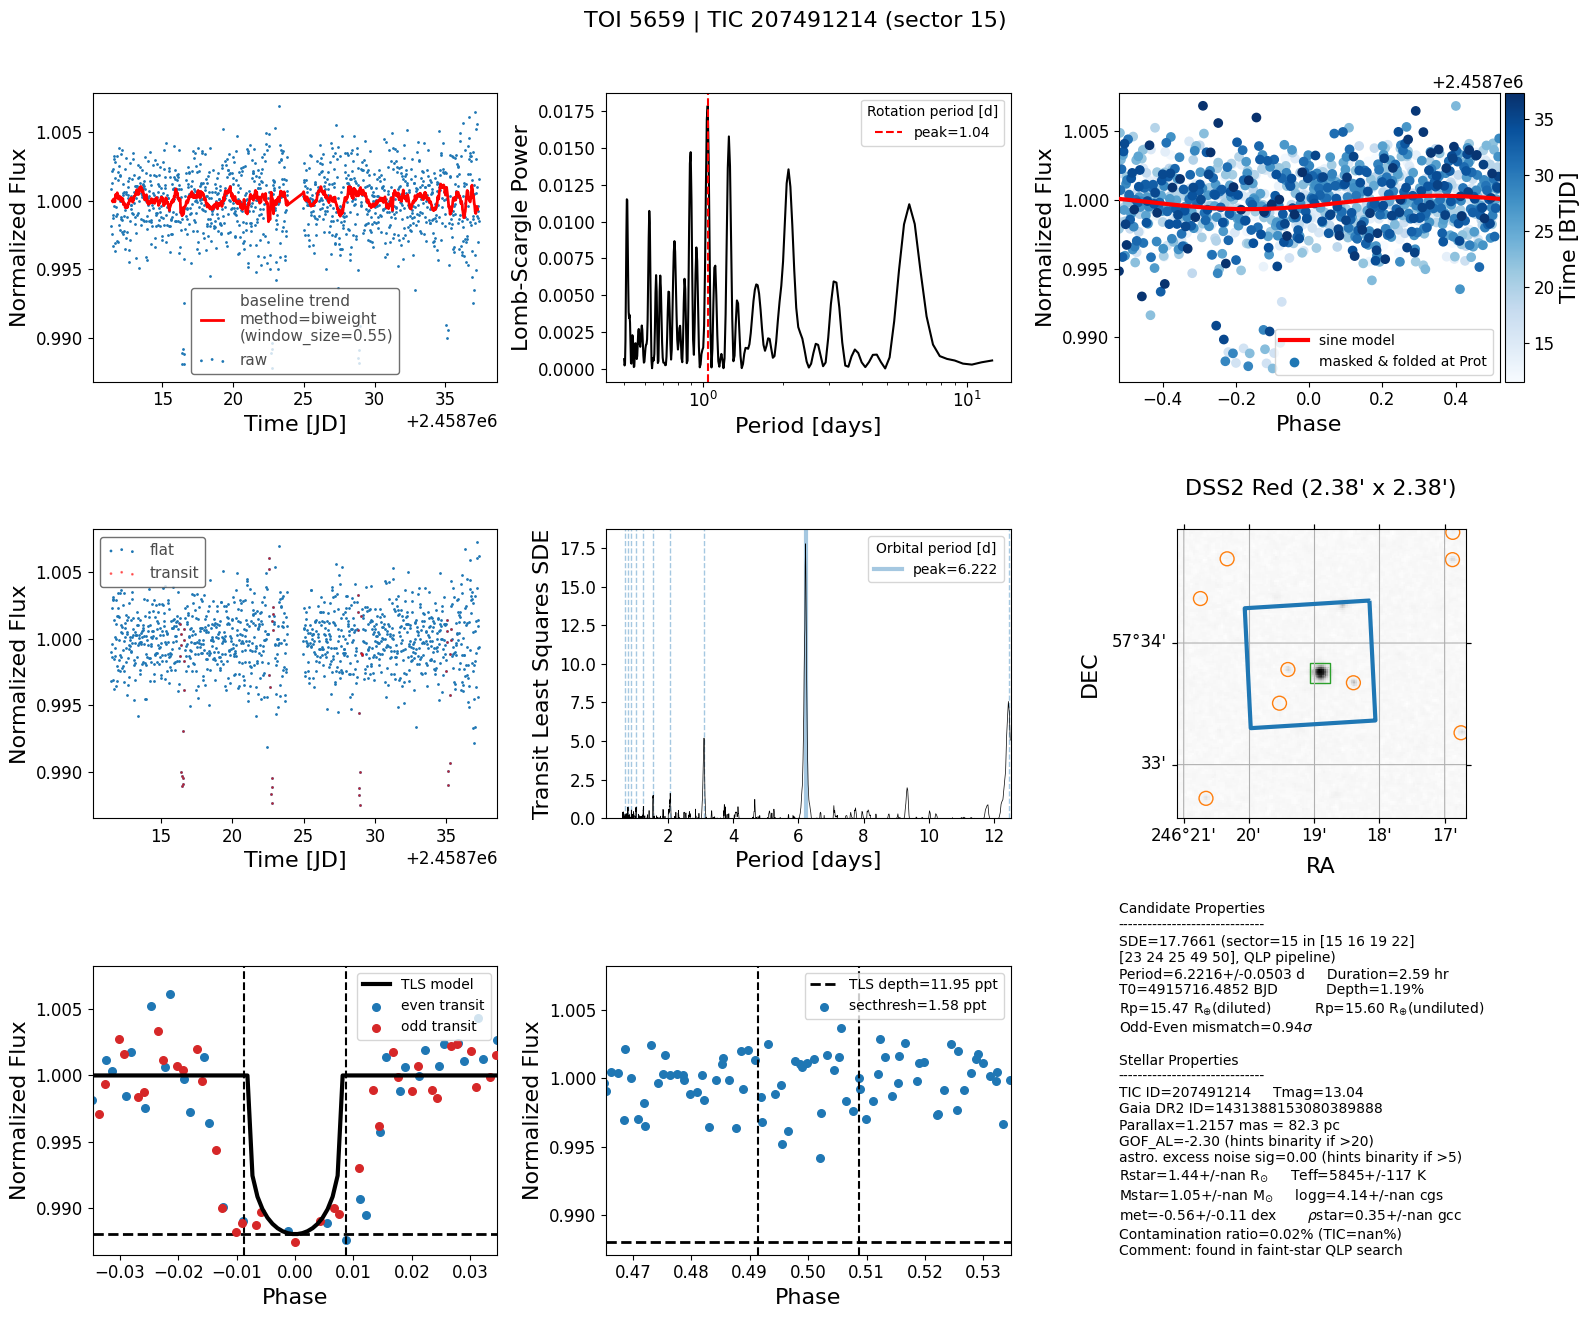 TOI 5659 | TIC 207491214 (sector 15)
Normalized Flux
1.005
1.000
0.995
0.990
baseline trend
method=biweight
(window_size=0.55)
raw
15 20 25 30 35
Time [JD]
+2.4587e6
Lomb-Scargle Power
0.0175
0.0150
0.0125
0.0100
0.0075
0.0050
0.0025
0.0000
Rotation period [d]
peak=1.04
10⁰ 10¹
Period [days]
+2.4587e6
Normalized Flux
1.005
1.000
0.995
0.990
sine model
masked & folded at Prot
−0.4 −0.2 0.0 0.2 0.4
Phase
35
30
25
20
15
Time [BTJD]
Normalized Flux
1.005
1.000
0.995
0.990
flat
transit
15 20 25 30 35
Time [JD]
+2.4587e6
Transit Least Squares SDE
17.5
15.0
12.5
10.0
7.5
5.0
2.5
0.0
Orbital period [d]
peak=6.222
2 4 6 8 10 12
Period [days]
DSS2 Red (2.38' x 2.38')
DEC
57°34'
33'
246°21' 20' 19' 18' 17'
RA
Normalized Flux
1.005
1.000
0.995
0.990
TLS model
even transit
odd transit
−0.03 −0.02 −0.01 0.00 0.01 0.02 0.03
Phase
Normalized Flux
1.005
1.000
0.995
0.990
TLS depth=11.95 ppt
secthresh=1.58 ppt
0.47 0.48 0.49 0.50 0.51 0.52 0.53
Phase
Candidate Properties
------------------------------
SDE=17.7661 (sector=15 in [15 16 19 22]
[23 24 25 49 50], QLP pipeline)
Period=6.2216+/-0.0503 d Duration=2.59 hr
T0=4915716.4852 BJD Depth=1.19%
Rp=15.47 R⊕(diluted) Rp=15.60 R⊕(undiluted)
Odd-Even mismatch=0.94σ
Stellar Properties
------------------------------
TIC ID=207491214 Tmag=13.04
Gaia DR2 ID=1431388153080389888
Parallax=1.2157 mas = 82.3 pc
GOF_AL=-2.30 (hints binarity if >20)
astro. excess noise sig=0.00 (hints binarity if >5)
Rstar=1.44+/-nan R⊙ Teff=5845+/-117 K
Mstar=1.05+/-nan M⊙ logg=4.14+/-nan cgs
met=-0.56+/-0.11 dex ρstar=0.35+/-nan gcc
Contamination ratio=0.02% (TIC=nan%)
Comment: found in faint-star QLP search